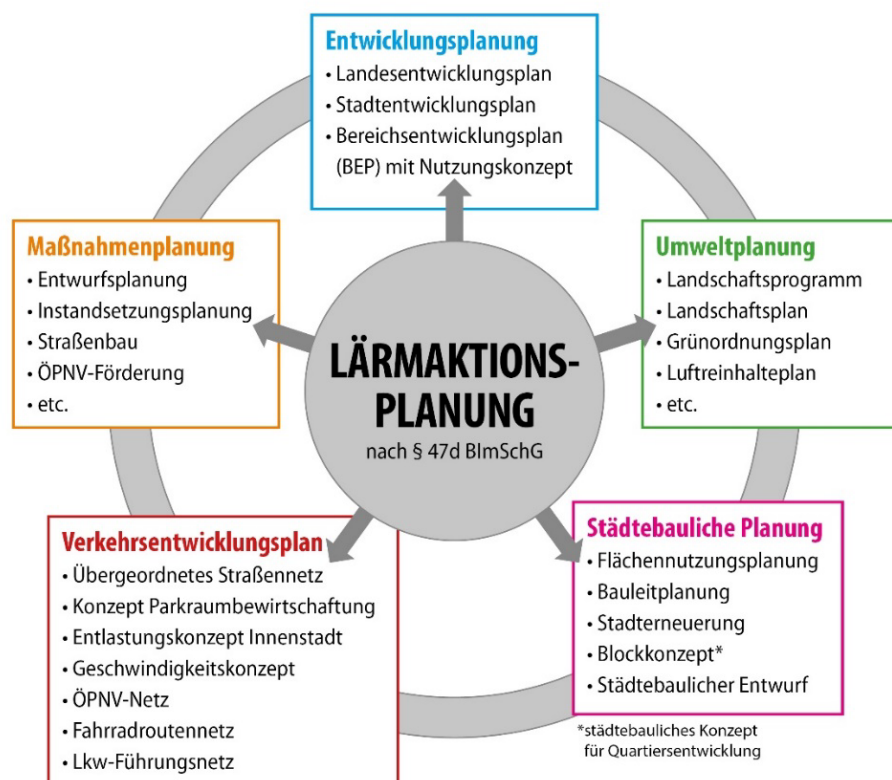 Entwicklungsplanung
• Landesentwicklungsplan
• Stadtentwicklungsplan
• Bereichsentwicklungsplan
(BEP) mit Nutzungskonzept
Maßnahmenplanung
• Entwurfsplanung
• Instandsetzungsplanung
• Straßenbau
• ÖPNV-Förderung
• etc.
Umweltplanung
• Landschaftsprogramm
• Landschaftsplan
• Grünordnungsplan
• Luftreinhalteplan
• etc.
LÄRMAKTIONS-
PLANUNG
nach § 47d BImSchG
Verkehrsentwicklungsplan
• Übergeordnetes Straßennetz
• Konzept Parkraumbewirtschaftung
• Entlastungskonzept Innenstadt
• Geschwindigkeitskonzept
• ÖPNV-Netz
• Fahrradroutennetz
• Lkw-Führungsnetz
Städtebauliche Planung
• Flächennutzungsplanung
• Bauleitplanung
• Stadterneuerung
• Blockkonzept*
• Städtebaulicher Entwurf
*städtebauliches Konzept
für Quartiersentwicklung